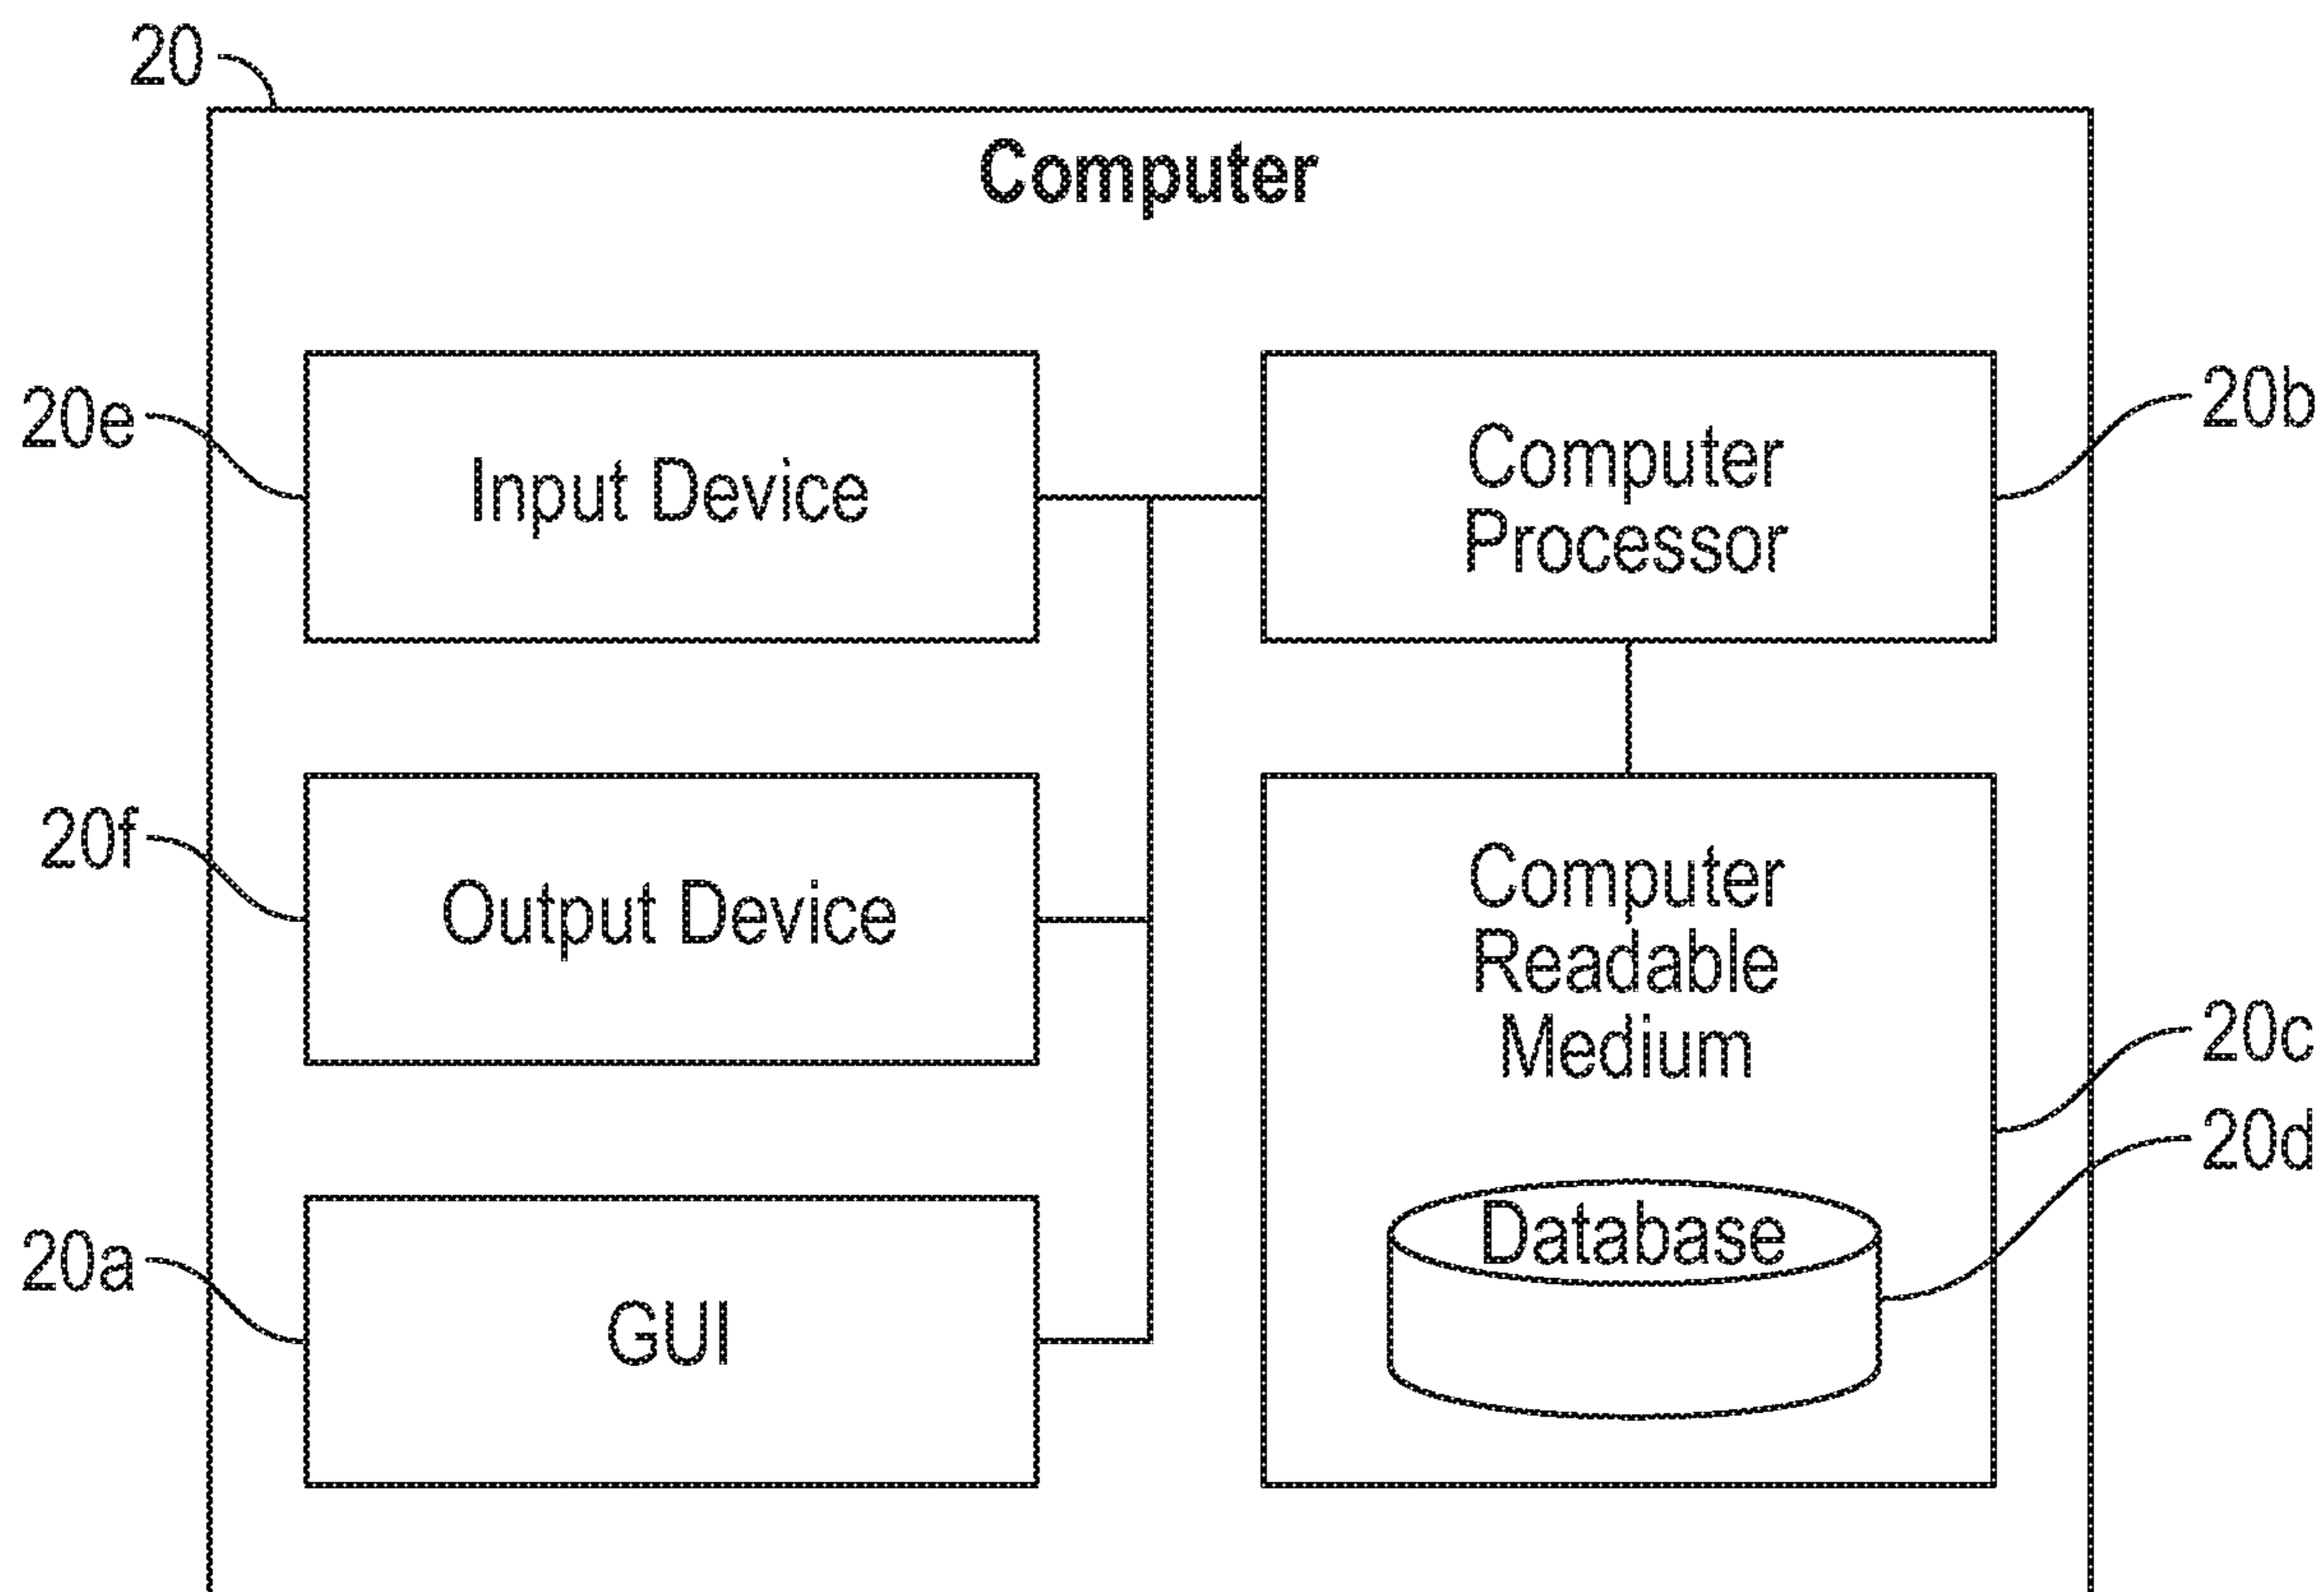 20
Computer
20e
Input Device
Computer
Processor
20b
20f
Output Device
Computer
Readable
Medium
20c
20d
Database
20a
GUI